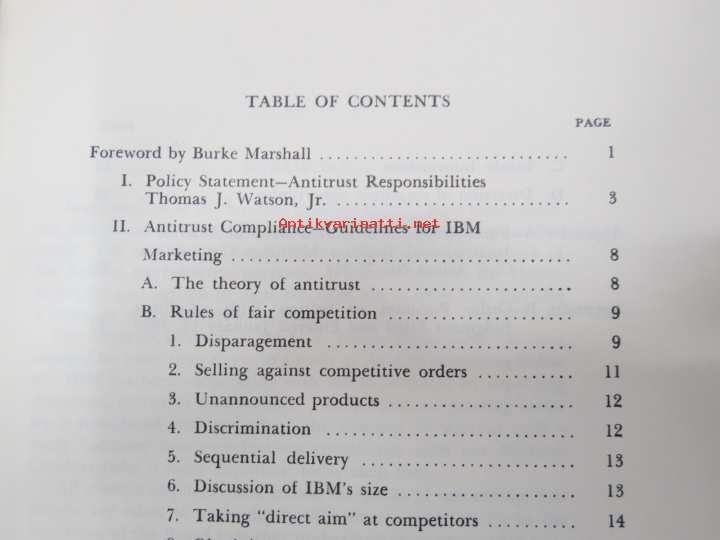 TABLE OF CONTENTS
PAGE
Foreword by Burke Marshall .............................. 1
I. Policy Statement—Antitrust Responsibilities
Thomas J. Watson, Jr. .............................. 3
Antikvariaatti.net
II. Antitrust Compliance—Guidelines for IBM
Marketing ........................................ 8
A. The theory of antitrust ........................ 8
B. Rules of fair competition ..................... 9
1. Disparagement .............................. 9
2. Selling against competitive orders ........... 11
3. Unannounced products ...................... 12
4. Discrimination .............................. 12
5. Sequential delivery .......................... 13
6. Discussion of IBM's size ...................... 13
7. Taking "direct aim" at competitors .......... 14